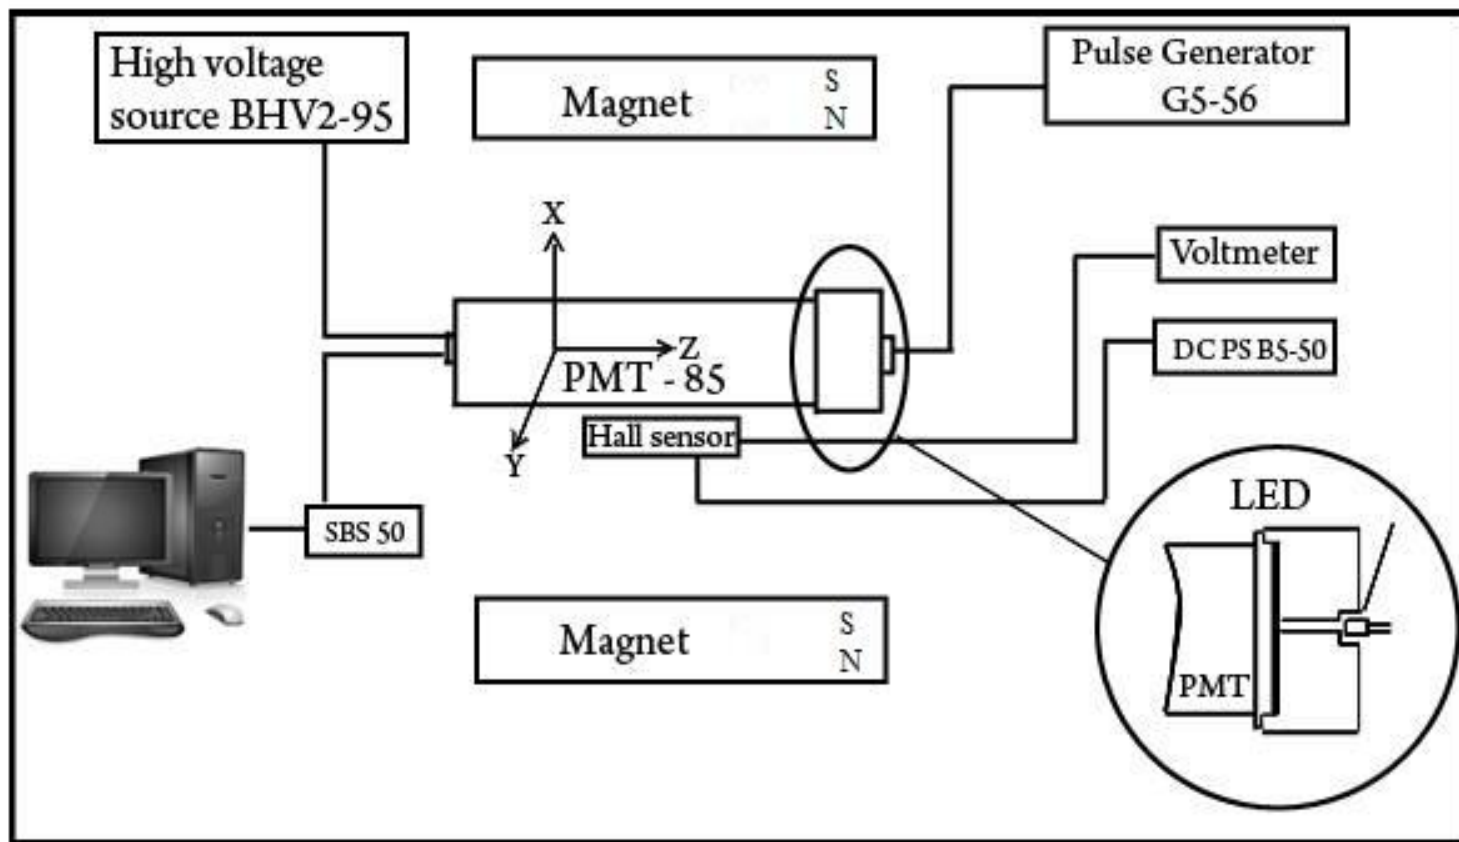 High voltage
source BHV2-95
Magnet
S
N
Pulse Generator
G5-56
X
Voltmeter
Z
PMT - 85
DC PS B5-50
Hall sensor
Y
LED
SBS 50
Magnet
S
N
PMT